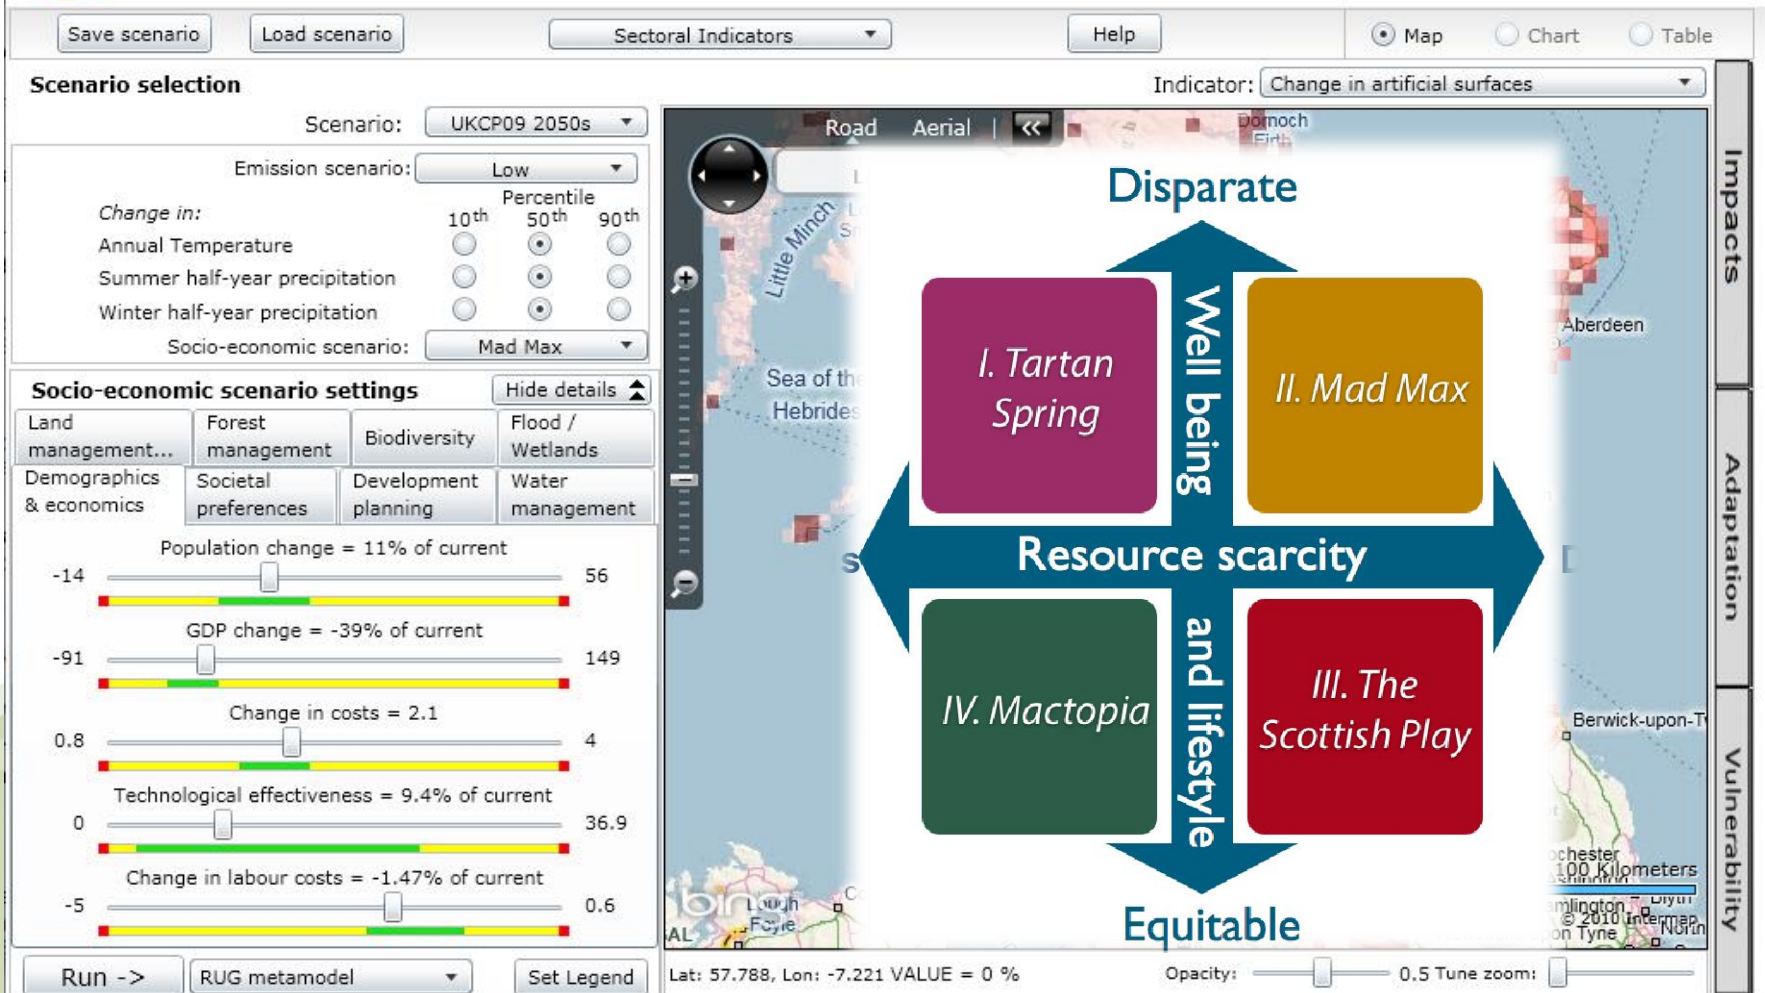 Save scenario
Load scenario
Sectoral Indicators
Help
Map
Chart
Table
Scenario selection
Indicator: Change in artificial surfaces
Scenario: UKCP09 2050s
Emission scenario: Low
Percentile
Change in: 10th 50th 90th
Annual Temperature
Summer half-year precipitation
Winter half-year precipitation
Socio-economic scenario: Mad Max
Socio-economic scenario settings
Hide details
Land management...
Forest management
Biodiversity
Flood / Wetlands
Demographics & economics
Societal preferences
Development planning
Water management
Population change = 11% of current
-14 56
GDP change = -39% of current
-91 149
Change in costs = 2.1
0.8 4
Technological effectiveness = 9.4% of current
0 36.9
Change in labour costs = -1.47% of current
-5 0.6
Run ->
RUG metamodel
Set Legend
Road Aerial | <<
Dornoch
Firth
Little Minch
Sea of the
Hebrides
Aberdeen
Berwick-upon-T
100 Kilometers
© 2010 Intermap
bing
Lough
Foyle
Disparate
Well being
and lifestyle
Resource scarcity
I. Tartan
Spring
II. Mad Max
IV. Mactopia
III. The
Scottish Play
Equitable
Impacts
Adaptation
Vulnerability
Lat: 57.788, Lon: -7.221 VALUE = 0 %
Opacity: 0.5 Tune zoom: